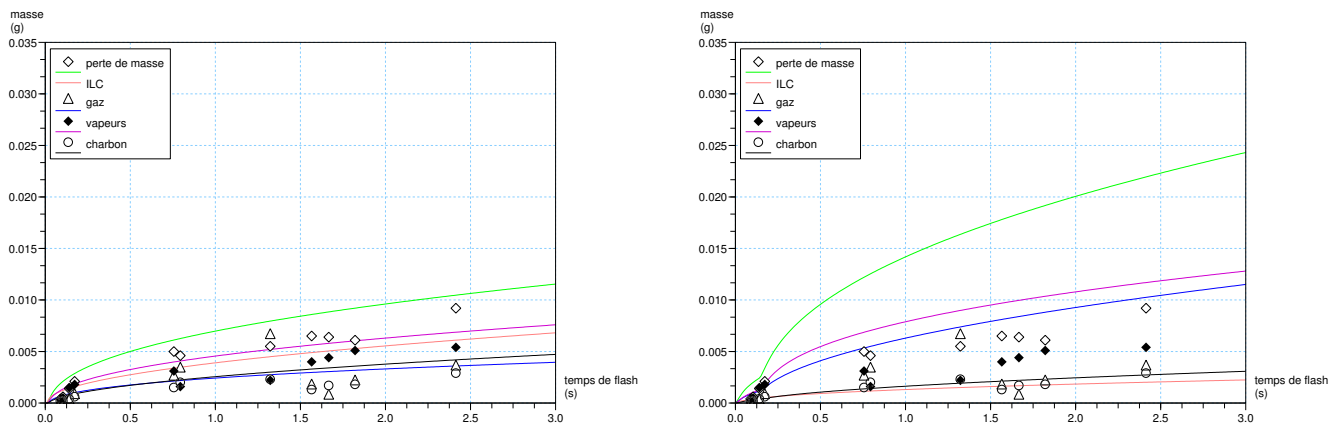 masse
(g)
0.035
0.030
0.025
0.020
0.015
0.010
0.005
0.000
perte de masse
ILC
gaz
vapeurs
charbon
0.0 0.5 1.0 1.5 2.0 2.5 3.0
temps de flash
(s)
masse
(g)
0.035
0.030
0.025
0.020
0.015
0.010
0.005
0.000
perte de masse
ILC
gaz
vapeurs
charbon
0.0 0.5 1.0 1.5 2.0 2.5 3.0
temps de flash
(s)